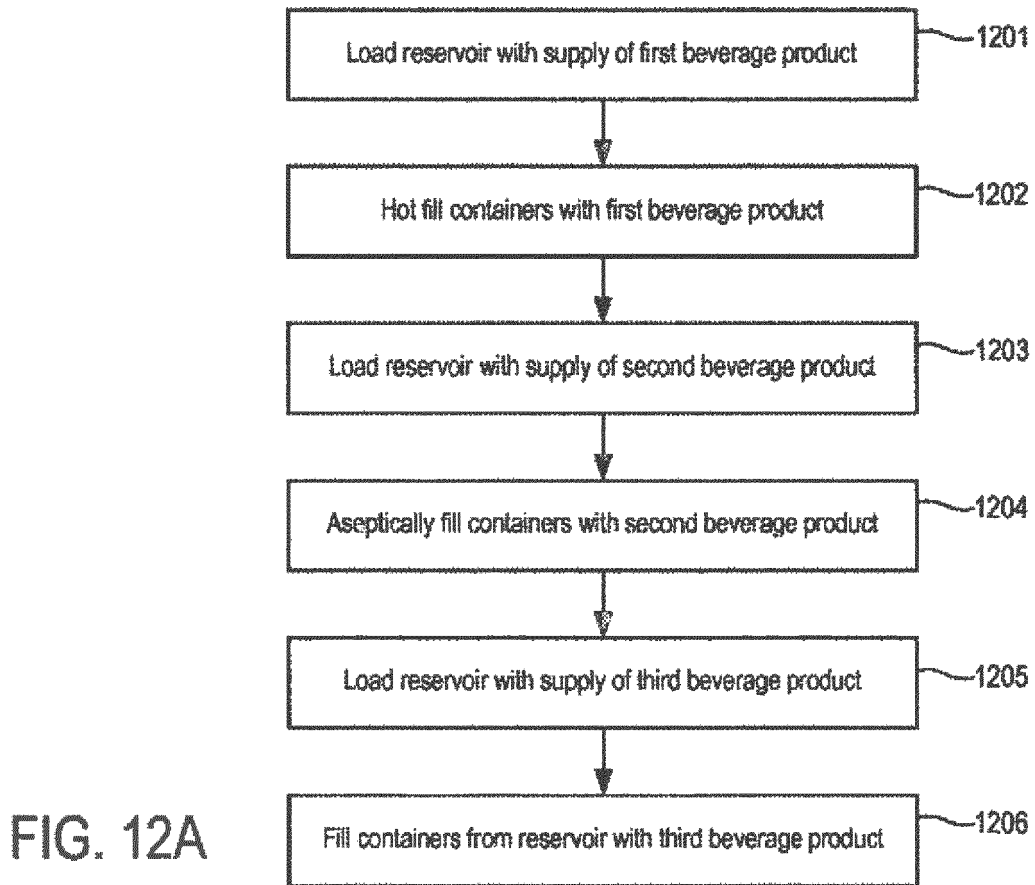 Load reservoir with supply of first beverage product
1201
Hot fill containers with first beverage product
1202
Load reservoir with supply of second beverage product
1203
Aseptically fill containers with second beverage product
1204
Load reservoir with supply of third beverage product
1205
Fill containers from reservoir with third beverage product
1206
FIG. 12A